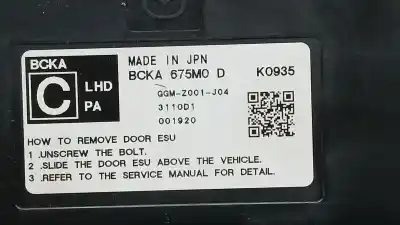 BCKA
C
LHD
PA
MADE IN JPN
BCKA 675M0 D K0935
GGM-Z001-J04
3110D1
001920
HOW TO REMOVE DOOR ESU
1 .UNSCREW THE BOLT.
2 .SLIDE THE DOOR ESU ABOVE THE VEHICLE.
3 .REFER TO THE SERVICE MANUAL FOR DETAIL.